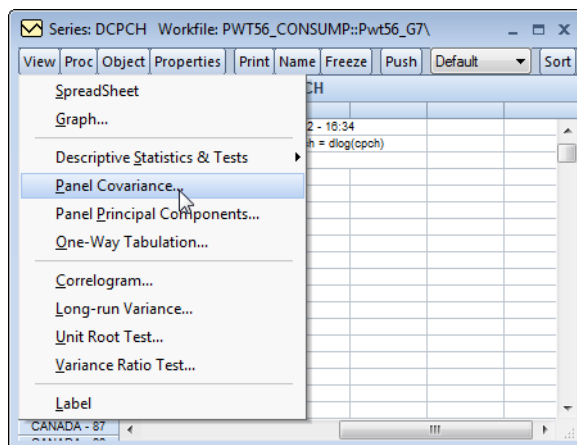 Series: DCPCH Workfile: PWT56_CONSUMP::Pwt56_G7\
View Proc Object Properties Print Name Freeze Push Default Sort
SpreadSheet
Graph...
Descriptive Statistics & Tests
Panel Covariance...
Panel Principal Components...
One-Way Tabulation...
Correlogram...
Long-run Variance...
Unit Root Test...
Variance Ratio Test...
Label
CH
2 - 16:34
h = dlog(cpch)
CANADA - 87